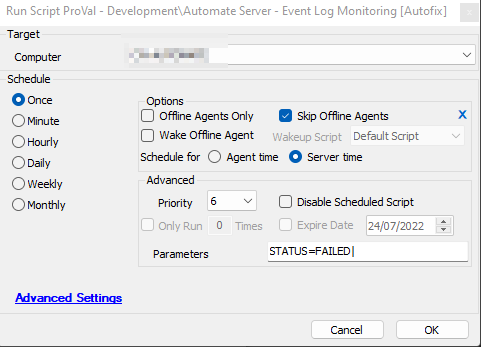 Run Script ProVal - Development\Automate Server - Event Log Monitoring [Autofix]
x
Target
Computer
Schedule
Once
Minute
Hourly
Daily
Weekly
Monthly
Options
Offline Agents Only
Skip Offline Agents
X
Wake Offline Agent
Wakeup Script
Default Script
Schedule for
Agent time
Server time
Advanced
Priority
6
Disable Scheduled Script
Only Run
0
Times
Expire Date
24/07/2022
Parameters
STATUS=FAILED
Advanced Settings
Cancel
OK